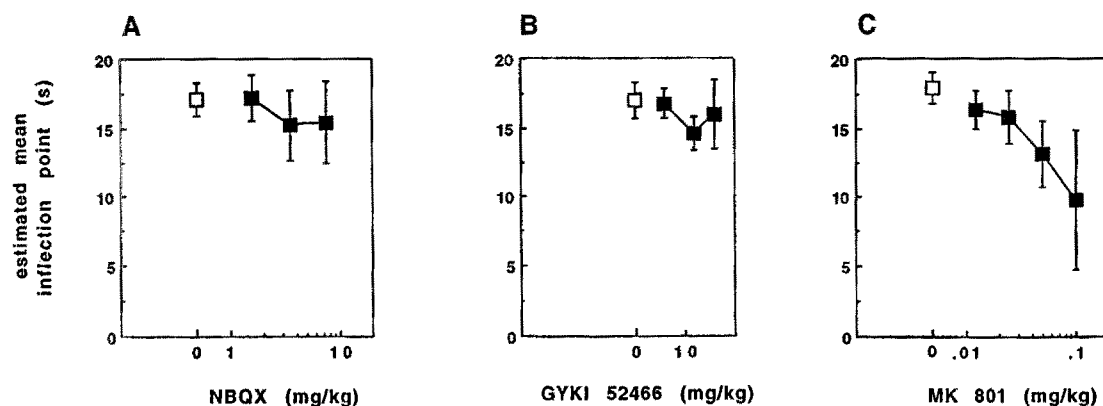 A
B
C
estimated mean
inflection point (s)
20
15
10
5
0
0 1 10
NBQX (mg/kg)
20
15
10
5
0
0 10
GYKI 52466 (mg/kg)
20
15
10
5
0
0 .01 .1
MK 801 (mg/kg)